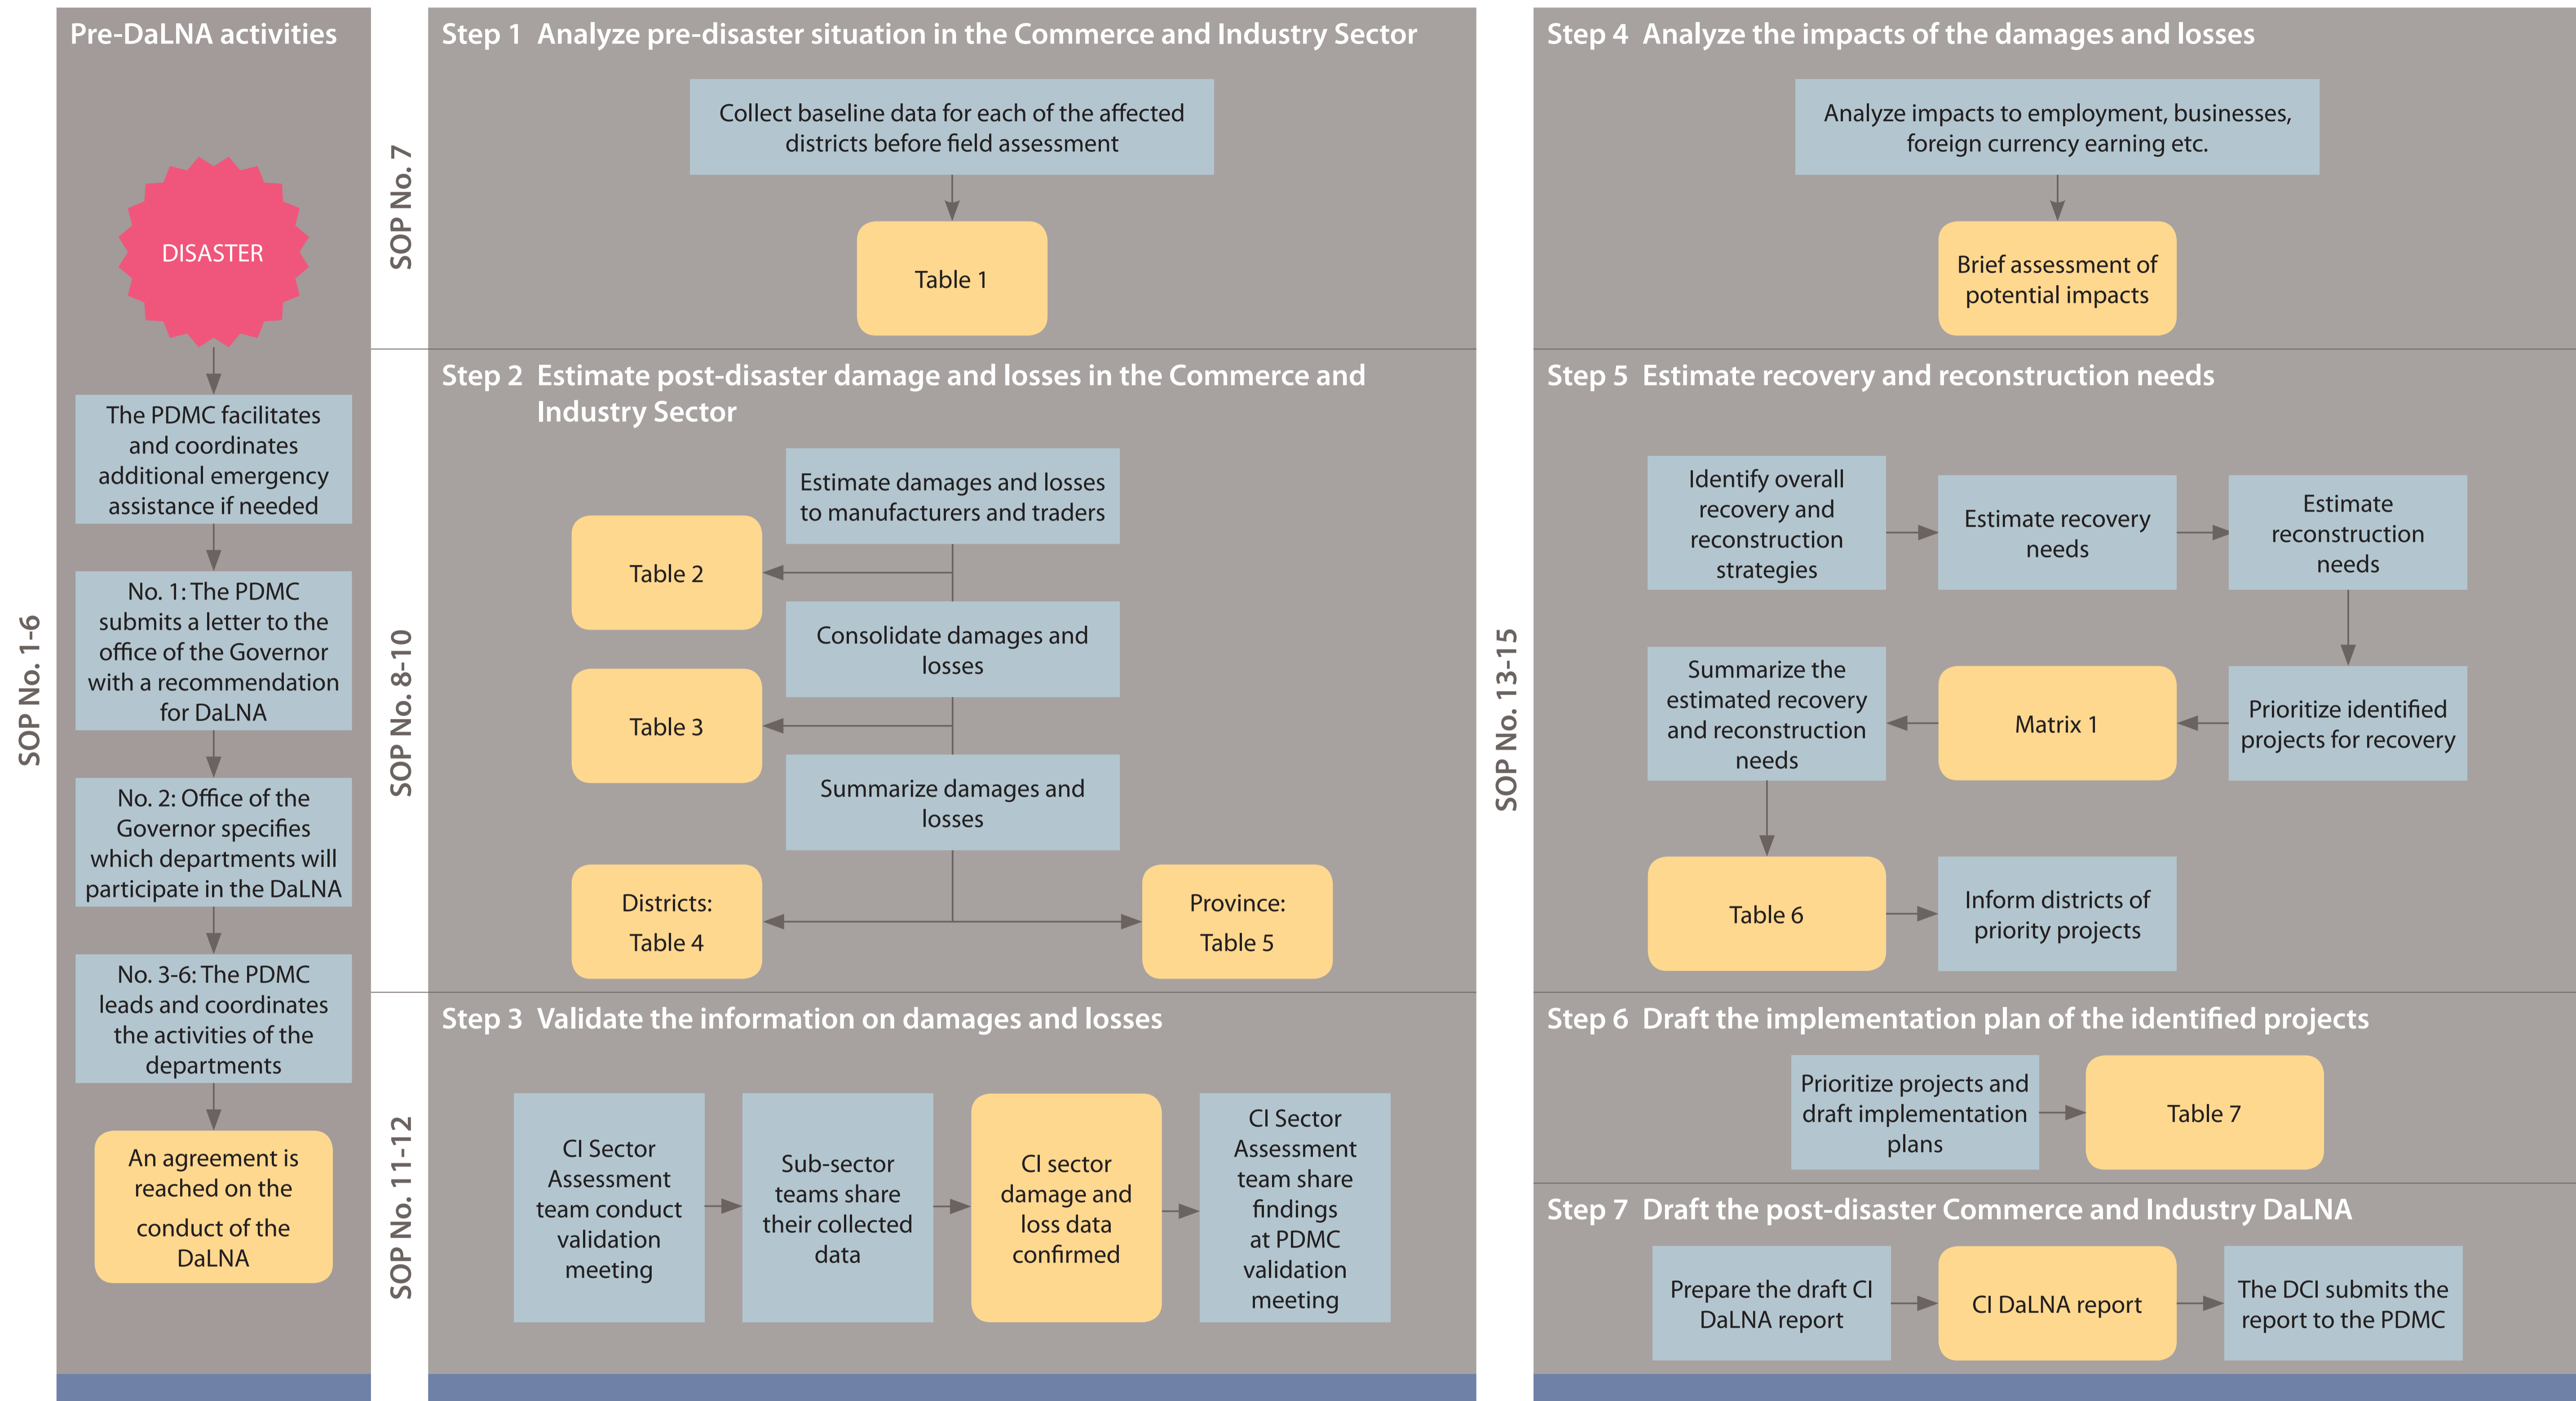 Pre-DaLNA activities
SOP No. 1-6
DISASTER
The PDMC facilitates
and coordinates
additional emergency
assistance if needed
No. 1: The PDMC
submits a letter to the
office of the Governor
with a recommendation
for DaLNA
No. 2: Office of the
Governor specifies
which departments will
participate in the DaLNA
No. 3-6: The PDMC
leads and coordinates
the activities of the
departments
An agreement is
reached on the
conduct of the
DaLNA
SOP No. 7
Step 1 Analyze pre-disaster situation in the Commerce and Industry Sector
Collect baseline data for each of the affected
districts before field assessment
Table 1
SOP No. 8-10
Step 2 Estimate post-disaster damage and losses in the Commerce and
Industry Sector
Estimate damages and losses
to manufacturers and traders
Table 2
Consolidate damages and
losses
Table 3
Summarize damages and
losses
Districts:
Table 4
Province:
Table 5
SOP No. 11-12
Step 3 Validate the information on damages and losses
CI Sector
Assessment
team conduct
validation
meeting
Sub-sector
teams share
their collected
data
CI sector
damage and
loss data
confirmed
CI Sector
Assessment
team share
findings
at PDMC
validation
meeting
SOP No. 13-15
Step 4 Analyze the impacts of the damages and losses
Analyze impacts to employment, businesses,
foreign currency earning etc.
Brief assessment of
potential impacts
Step 5 Estimate recovery and reconstruction needs
Identify overall
recovery and
reconstruction
strategies
Estimate recovery
needs
Estimate
reconstruction
needs
Prioritize identified
projects for recovery
Matrix 1
Summarize the
estimated recovery
and reconstruction
needs
Table 6
Inform districts of
priority projects
Step 6 Draft the implementation plan of the identified projects
Prioritize projects and
draft implementation
plans
Table 7
Step 7 Draft the post-disaster Commerce and Industry DaLNA
Prepare the draft CI
DaLNA report
CI DaLNA report
The DCI submits the
report to the PDMC